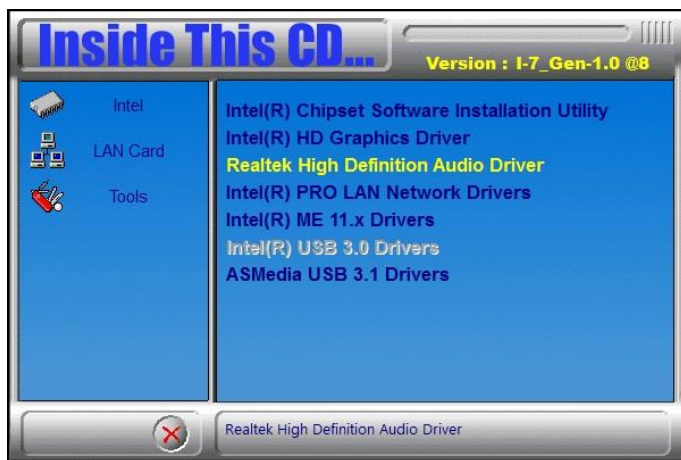 Inside This CD...
Version : I-7_Gen-1.0 @8
Intel
LAN Card
Tools
Intel(R) Chipset Software Installation Utility
Intel(R) HD Graphics Driver
Realtek High Definition Audio Driver
Intel(R) PRO LAN Network Drivers
Intel(R) ME 11.x Drivers
Intel(R) USB 3.0 Drivers
ASMedia USB 3.1 Drivers
Realtek High Definition Audio Driver